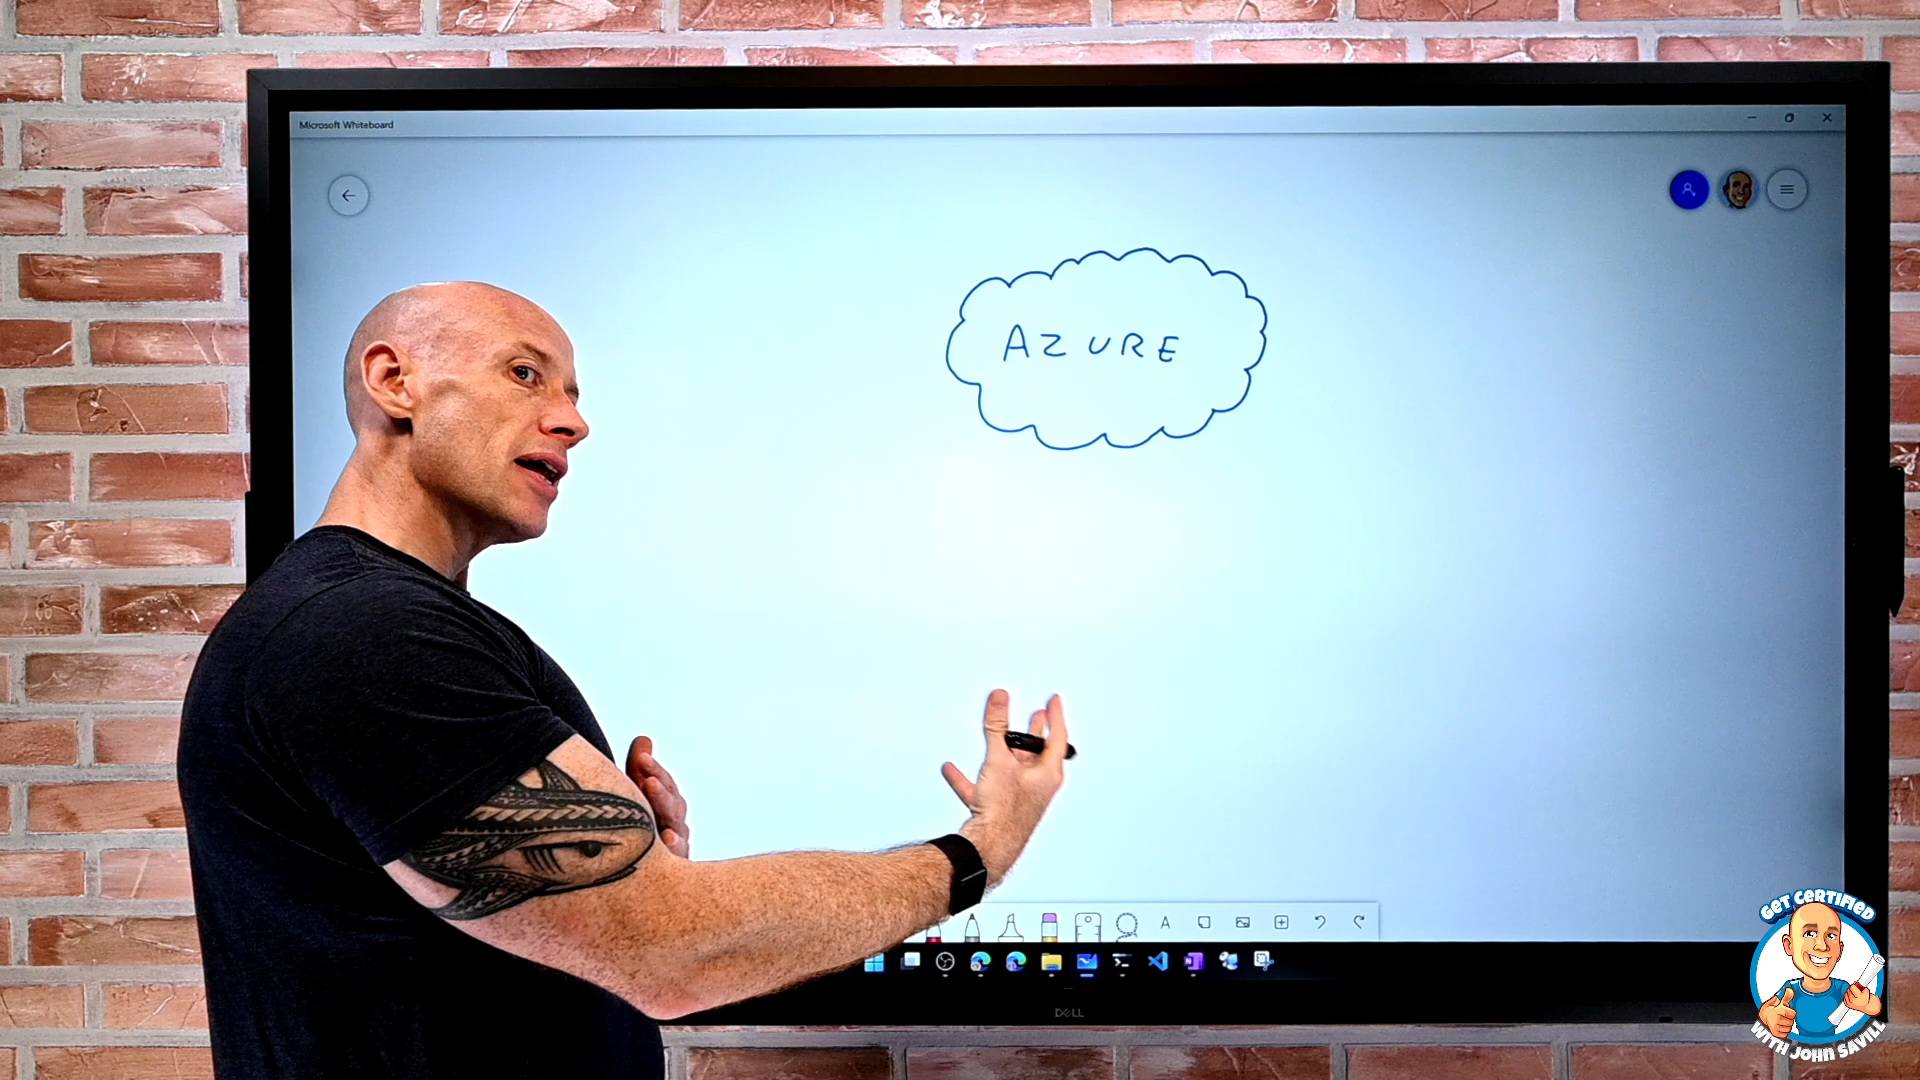 Microsoft Whiteboard
AZURE
A
DELL
GET CERTIFIED
WITH JOHN SAVILL